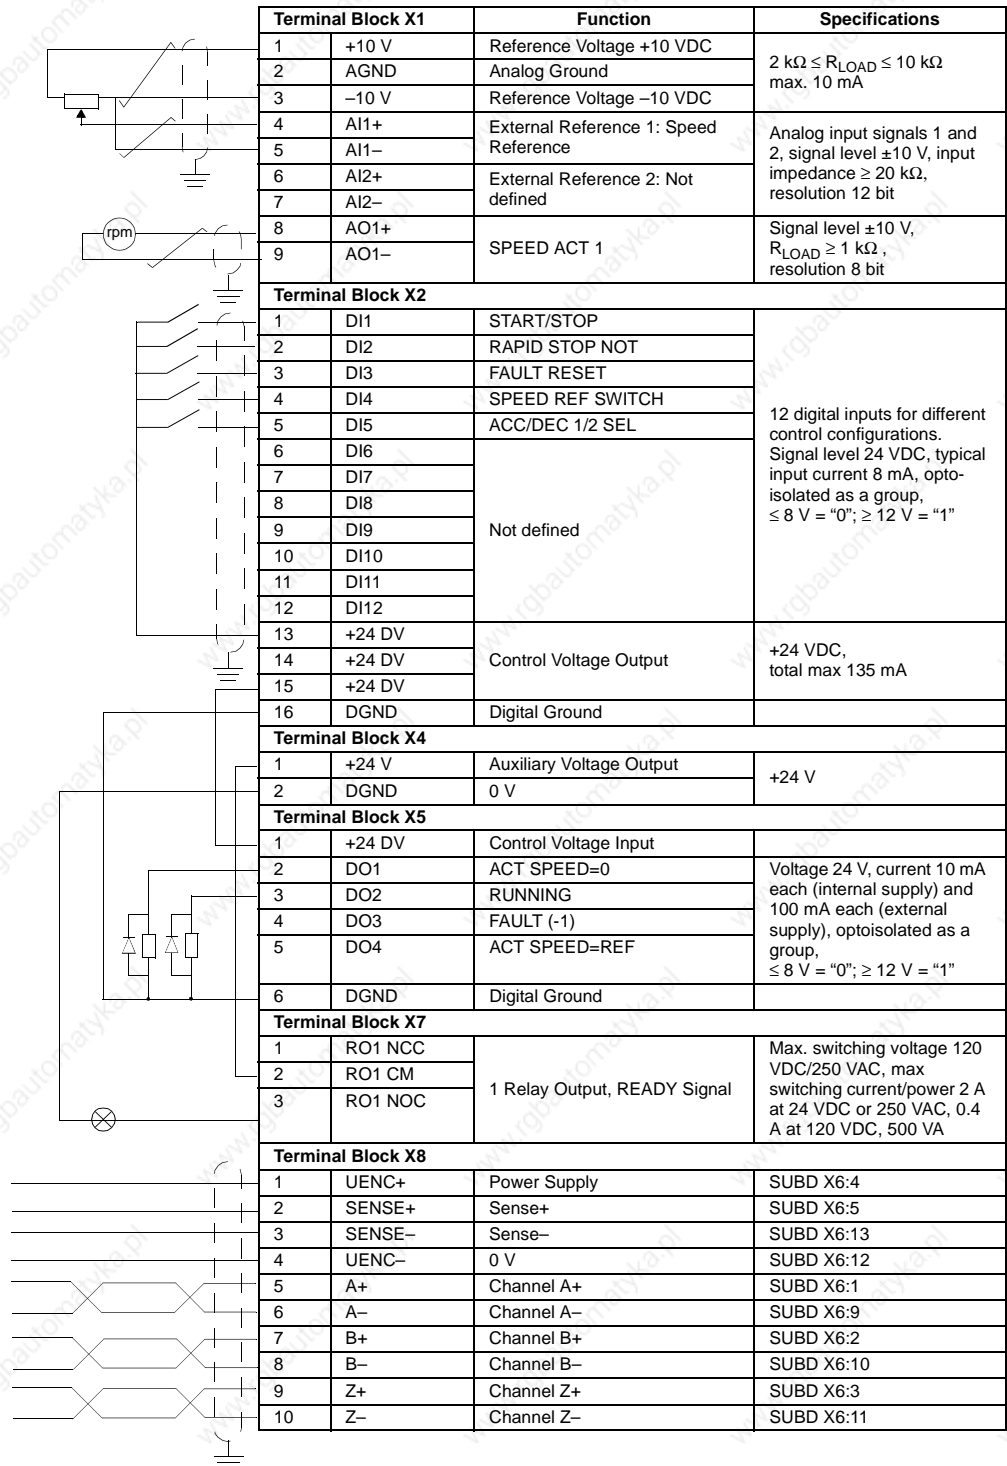 Terminal Block X1 Function Specifications
1 +10 V Reference Voltage +10 VDC
2 AGND Analog Ground
3 –10 V Reference Voltage –10 VDC
2 kΩ ≤ RLOAD ≤ 10 kΩ
max. 10 mA
4 AI1+ External Reference 1: Speed
5 AI1– Reference
6 AI2+ External Reference 2: Not
7 AI2– defined
Analog input signals 1 and
2, signal level ±10 V, input
impedance ≥ 20 kΩ,
resolution 12 bit
rpm
8 AO1+
9 AO1–
SPEED ACT 1
Signal level ±10 V,
RLOAD ≥ 1 kΩ ,
resolution 8 bit
Terminal Block X2
1 DI1 START/STOP
2 DI2 RAPID STOP NOT
3 DI3 FAULT RESET
4 DI4 SPEED REF SWITCH
5 DI5 ACC/DEC 1/2 SEL
6 DI6
7 DI7
8 DI8
9 DI9 Not defined
10 DI10
11 DI11
12 DI12
12 digital inputs for different
control configurations.
Signal level 24 VDC, typical
input current 8 mA, opto-
isolated as a group,
≤ 8 V = “0”; ≥ 12 V = “1”
13 +24 DV
14 +24 DV Control Voltage Output
15 +24 DV
+24 VDC,
total max 135 mA
16 DGND Digital Ground
Terminal Block X4
1 +24 V Auxiliary Voltage Output
2 DGND 0 V
+24 V
Terminal Block X5
1 +24 DV Control Voltage Input
2 DO1 ACT SPEED=0
3 DO2 RUNNING
4 DO3 FAULT (-1)
5 DO4 ACT SPEED=REF
Voltage 24 V, current 10 mA
each (internal supply) and
100 mA each (external
supply), optoisolated as a
group,
≤ 8 V = “0”; ≥ 12 V = “1”
6 DGND Digital Ground
Terminal Block X7
1 RO1 NCC
2 RO1 CM
3 RO1 NOC
1 Relay Output, READY Signal
Max. switching voltage 120
VDC/250 VAC, max
switching current/power 2 A
at 24 VDC or 250 VAC, 0.4
A at 120 VDC, 500 VA
Terminal Block X8
1 UENC+ Power Supply SUBD X6:4
2 SENSE+ Sense+ SUBD X6:5
3 SENSE– Sense– SUBD X6:13
4 UENC– 0 V SUBD X6:12
5 A+ Channel A+ SUBD X6:1
6 A– Channel A– SUBD X6:9
7 B+ Channel B+ SUBD X6:2
8 B– Channel B– SUBD X6:10
9 Z+ Channel Z+ SUBD X6:3
10 Z– Channel Z– SUBD X6:11
www.rgbautomatyka.pl